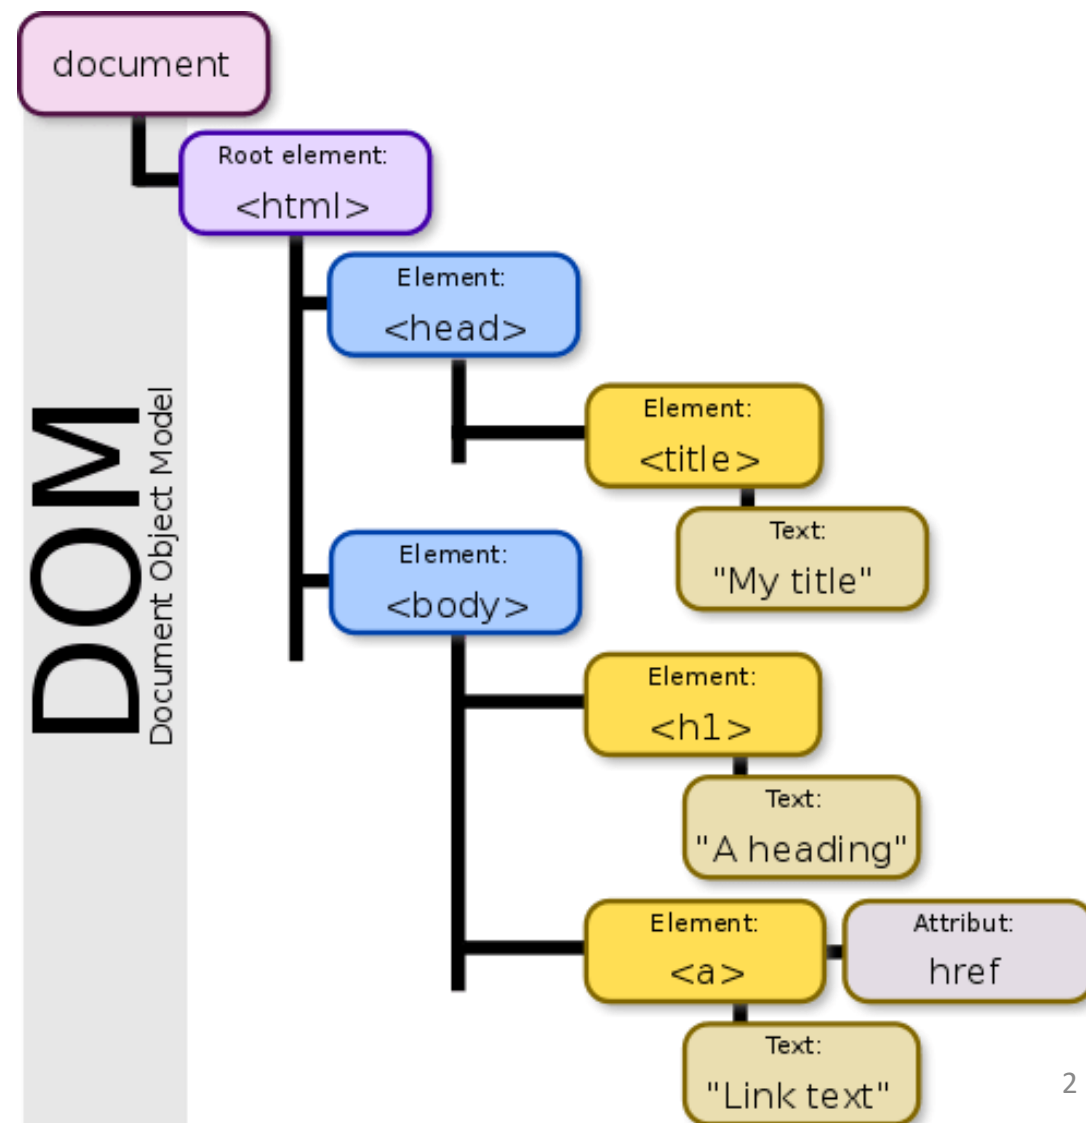 document
Root element:
<html>
Element:
<head>
Element:
<title>
Text:
"My title"
DOM
Document Object Model
Element:
<body>
Element:
<h1>
Text:
"A heading"
Element:
<a>
Attribut:
href
Text:
"Link text"
2